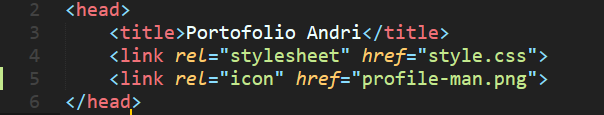 2 <head>
3 <title>Portofolio Andri</title>
4 <link rel="stylesheet" href="style.css">
5 <link rel="icon" href="profile-man.png">
6 </head>